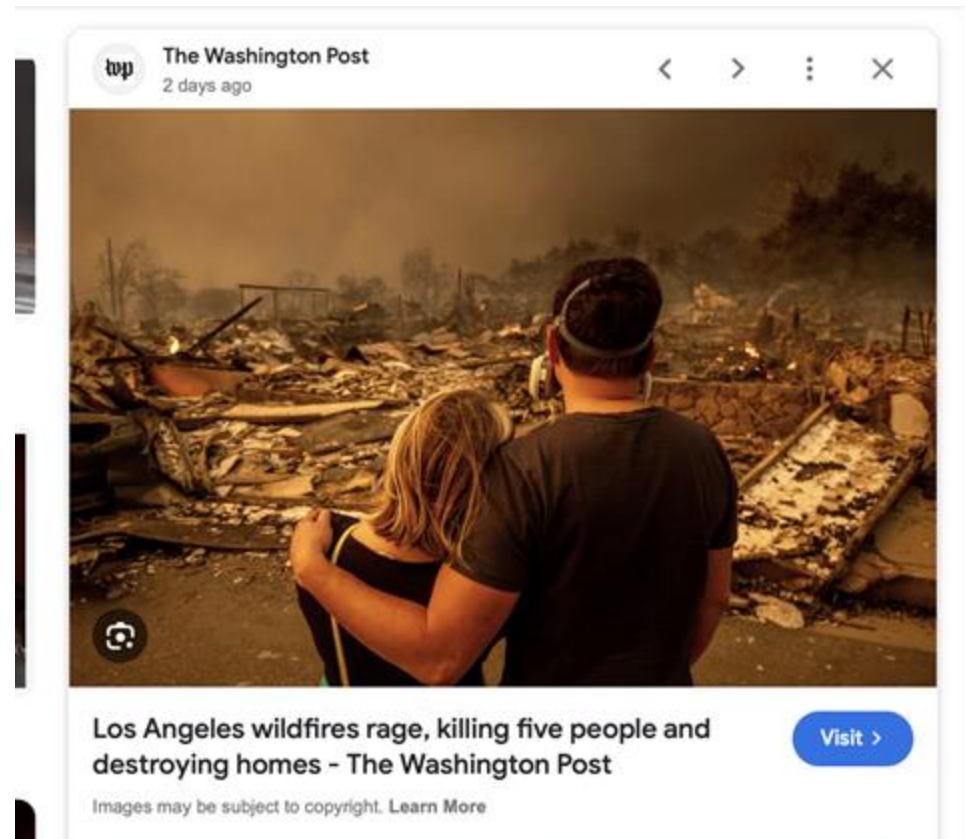 wp
The Washington Post
2 days ago
Los Angeles wildfires rage, killing five people and
destroying homes - The Washington Post
Visit >
Images may be subject to copyright. Learn More